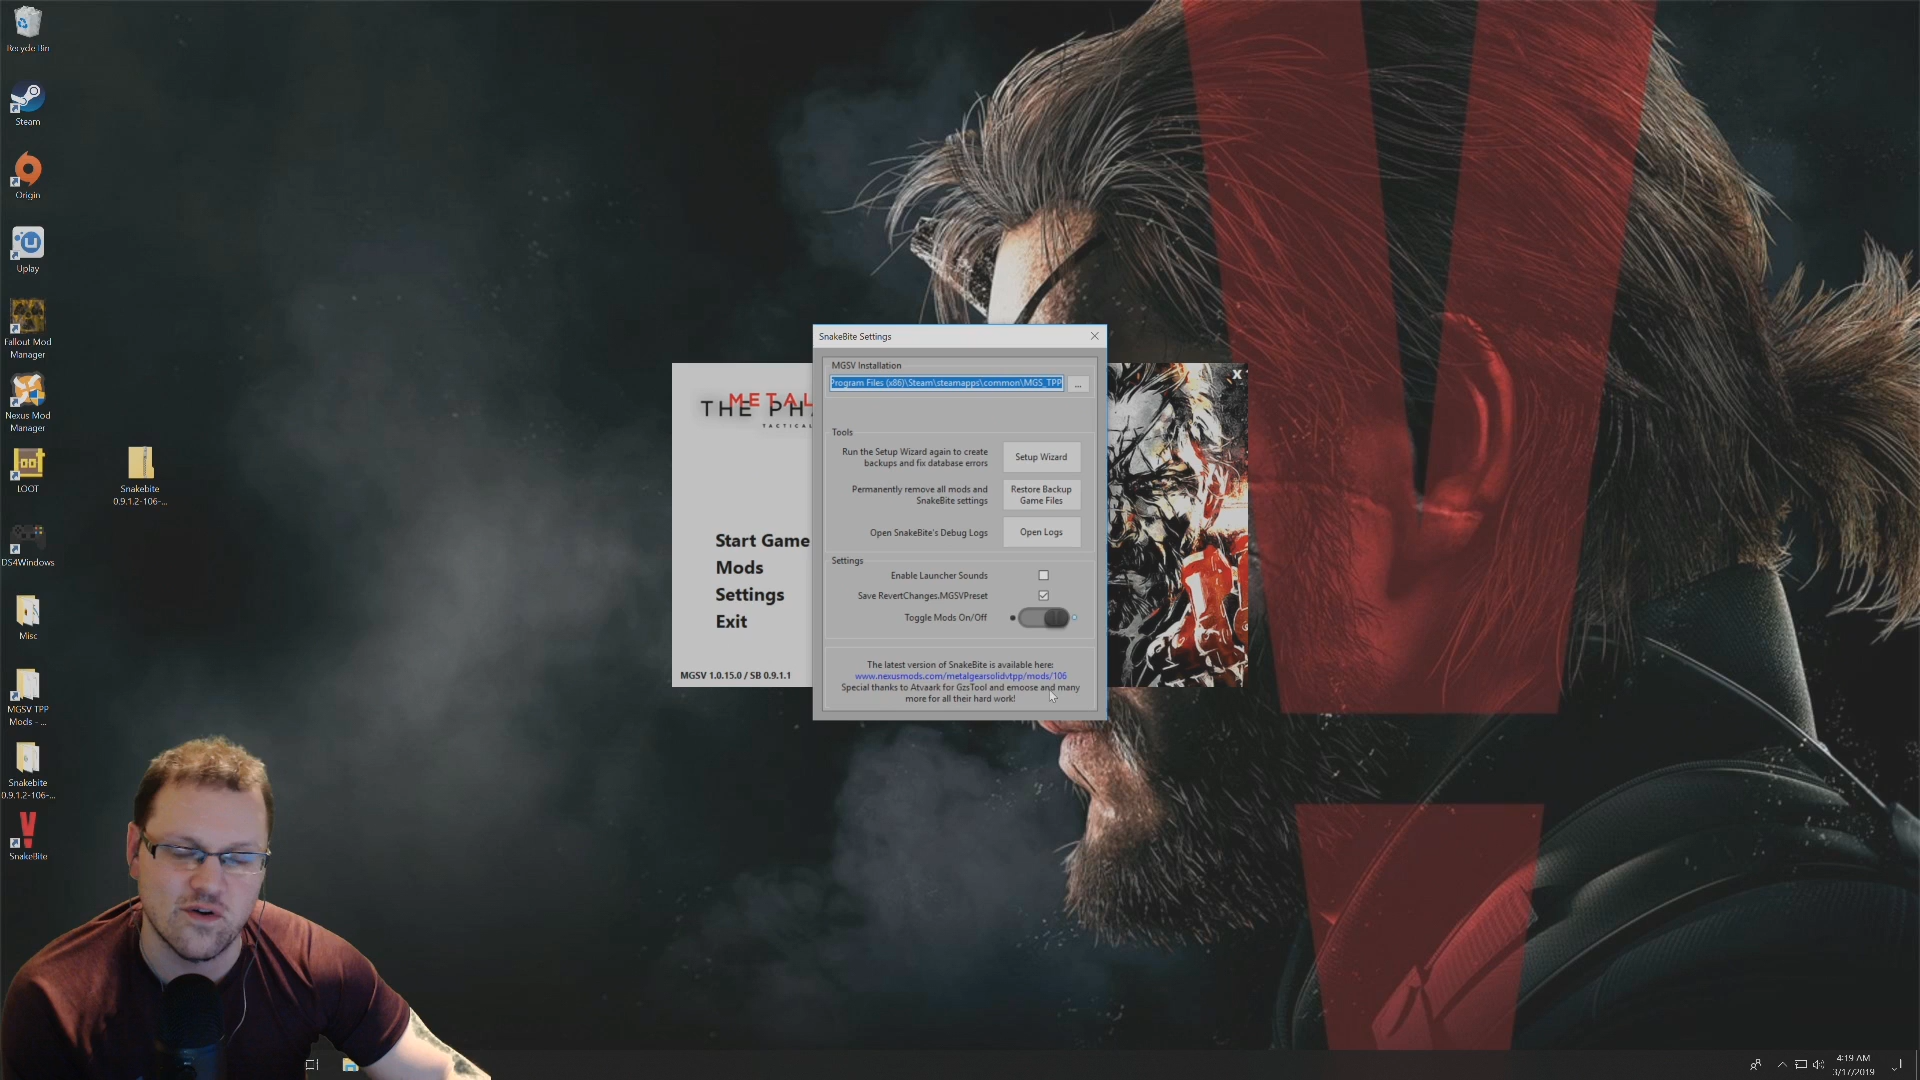 Recycle Bin
Steam
Origin
Uplay
Fallout Mod
Manager
Nexus Mod
Manager
LOOT
DS4Windows
Misc
MGSV TPP
Mods - ...
Snakebite
0.9.1.2-106-...
SnakeBite
Snakebite
0.9.1.2-106-...
METAL
THE PHA
TACTICAL
Start Game
Mods
Settings
Exit
MGSV 1.0.15.0 / SB 0.9.1.1
X
SnakeBite Settings
MGSV Installation
Program Files (x86)\Steam\steamapps\common\MGS_TPP
...
Tools
Run the Setup Wizard again to create
backups and fix database errors
Setup Wizard
Permanently remove all mods and
SnakeBite settings
Restore Backup
Game Files
Open SnakeBite's Debug Logs
Open Logs
Settings
Enable Launcher Sounds
Save RevertChanges.MGSVPreset
Toggle Mods On/Off
The latest version of SnakeBite is available here:
www.nexusmods.com/metalgearsolidvtpp/mods/106
Special thanks to Atvaark for GzsTool and emoose and many
more for all their hard work!
4:19 AM
3/17/2019